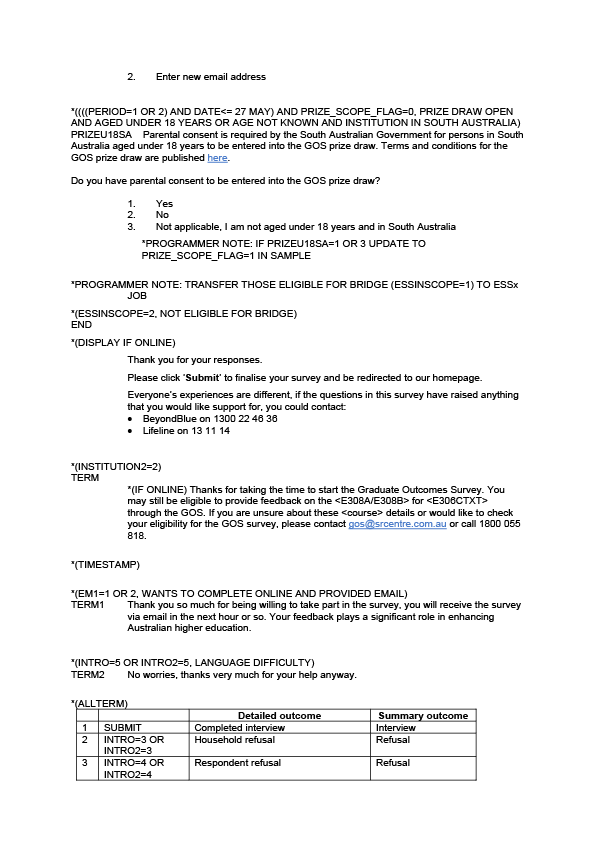 2. Enter new email address
*((((PERIOD=1 OR 2) AND DATE<= 27 MAY) AND PRIZE_SCOPE_FLAG=0, PRIZE DRAW OPEN
AND AGED UNDER 18 YEARS OR AGE NOT KNOWN AND INSTITUTION IN SOUTH AUSTRALIA)
PRIZEU18SA Parental consent is required by the South Australian Government for persons in South
Australia aged under 18 years to be entered into the GOS prize draw. Terms and conditions for the
GOS prize draw are published here.
Do you have parental consent to be entered into the GOS prize draw?
1. Yes
2. No
3. Not applicable, I am not aged under 18 years and in South Australia
*PROGRAMMER NOTE: IF PRIZEU18SA=1 OR 3 UPDATE TO
PRIZE_SCOPE_FLAG=1 IN SAMPLE
*PROGRAMMER NOTE: TRANSFER THOSE ELIGIBLE FOR BRIDGE (ESSINSCOPE=1) TO ESSx
JOB
*(ESSINSCOPE=2, NOT ELIGIBLE FOR BRIDGE)
END
*(DISPLAY IF ONLINE)
Thank you for your responses.
Please click 'Submit' to finalise your survey and be redirected to our homepage.
Everyone's experiences are different, if the questions in this survey have raised anything
that you would like support for, you could contact:
• BeyondBlue on 1300 22 46 36
• Lifeline on 13 11 14
*(INSTITUTION2=2)
TERM
*(IF ONLINE) Thanks for taking the time to start the Graduate Outcomes Survey. You
may still be eligible to provide feedback on the <E308A/E308B> for <E306CTXT>
through the GOS. If you are unsure about these <course> details or would like to check
your eligibility for the GOS survey, please contact gos@srcentre.com.au or call 1800 055
818.
*(TIMESTAMP)
*(EM1=1 OR 2, WANTS TO COMPLETE ONLINE AND PROVIDED EMAIL)
TERM1 Thank you so much for being willing to take part in the survey, you will receive the survey
via email in the next hour or so. Your feedback plays a significant role in enhancing
Australian higher education.
*(INTRO=5 OR INTRO2=5, LANGUAGE DIFFICULTY)
TERM2 No worries, thanks very much for your help anyway.
*(ALLTERM)
Detailed outcome Summary outcome
1 SUBMIT Completed interview Interview
2 INTRO=3 OR Household refusal Refusal
INTRO2=3
3 INTRO=4 OR Respondent refusal Refusal
INTRO2=4